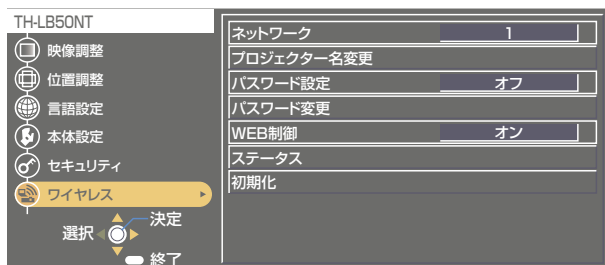 TH-LB50NT
映像調整
位置調整
言語設定
本体設定
セキュリティ
ワイヤレス
選択
決定
終了
ネットワーク 1
プロジェクター名変更
パスワード設定 オフ
パスワード変更
WEB制御 オン
ステータス
初期化